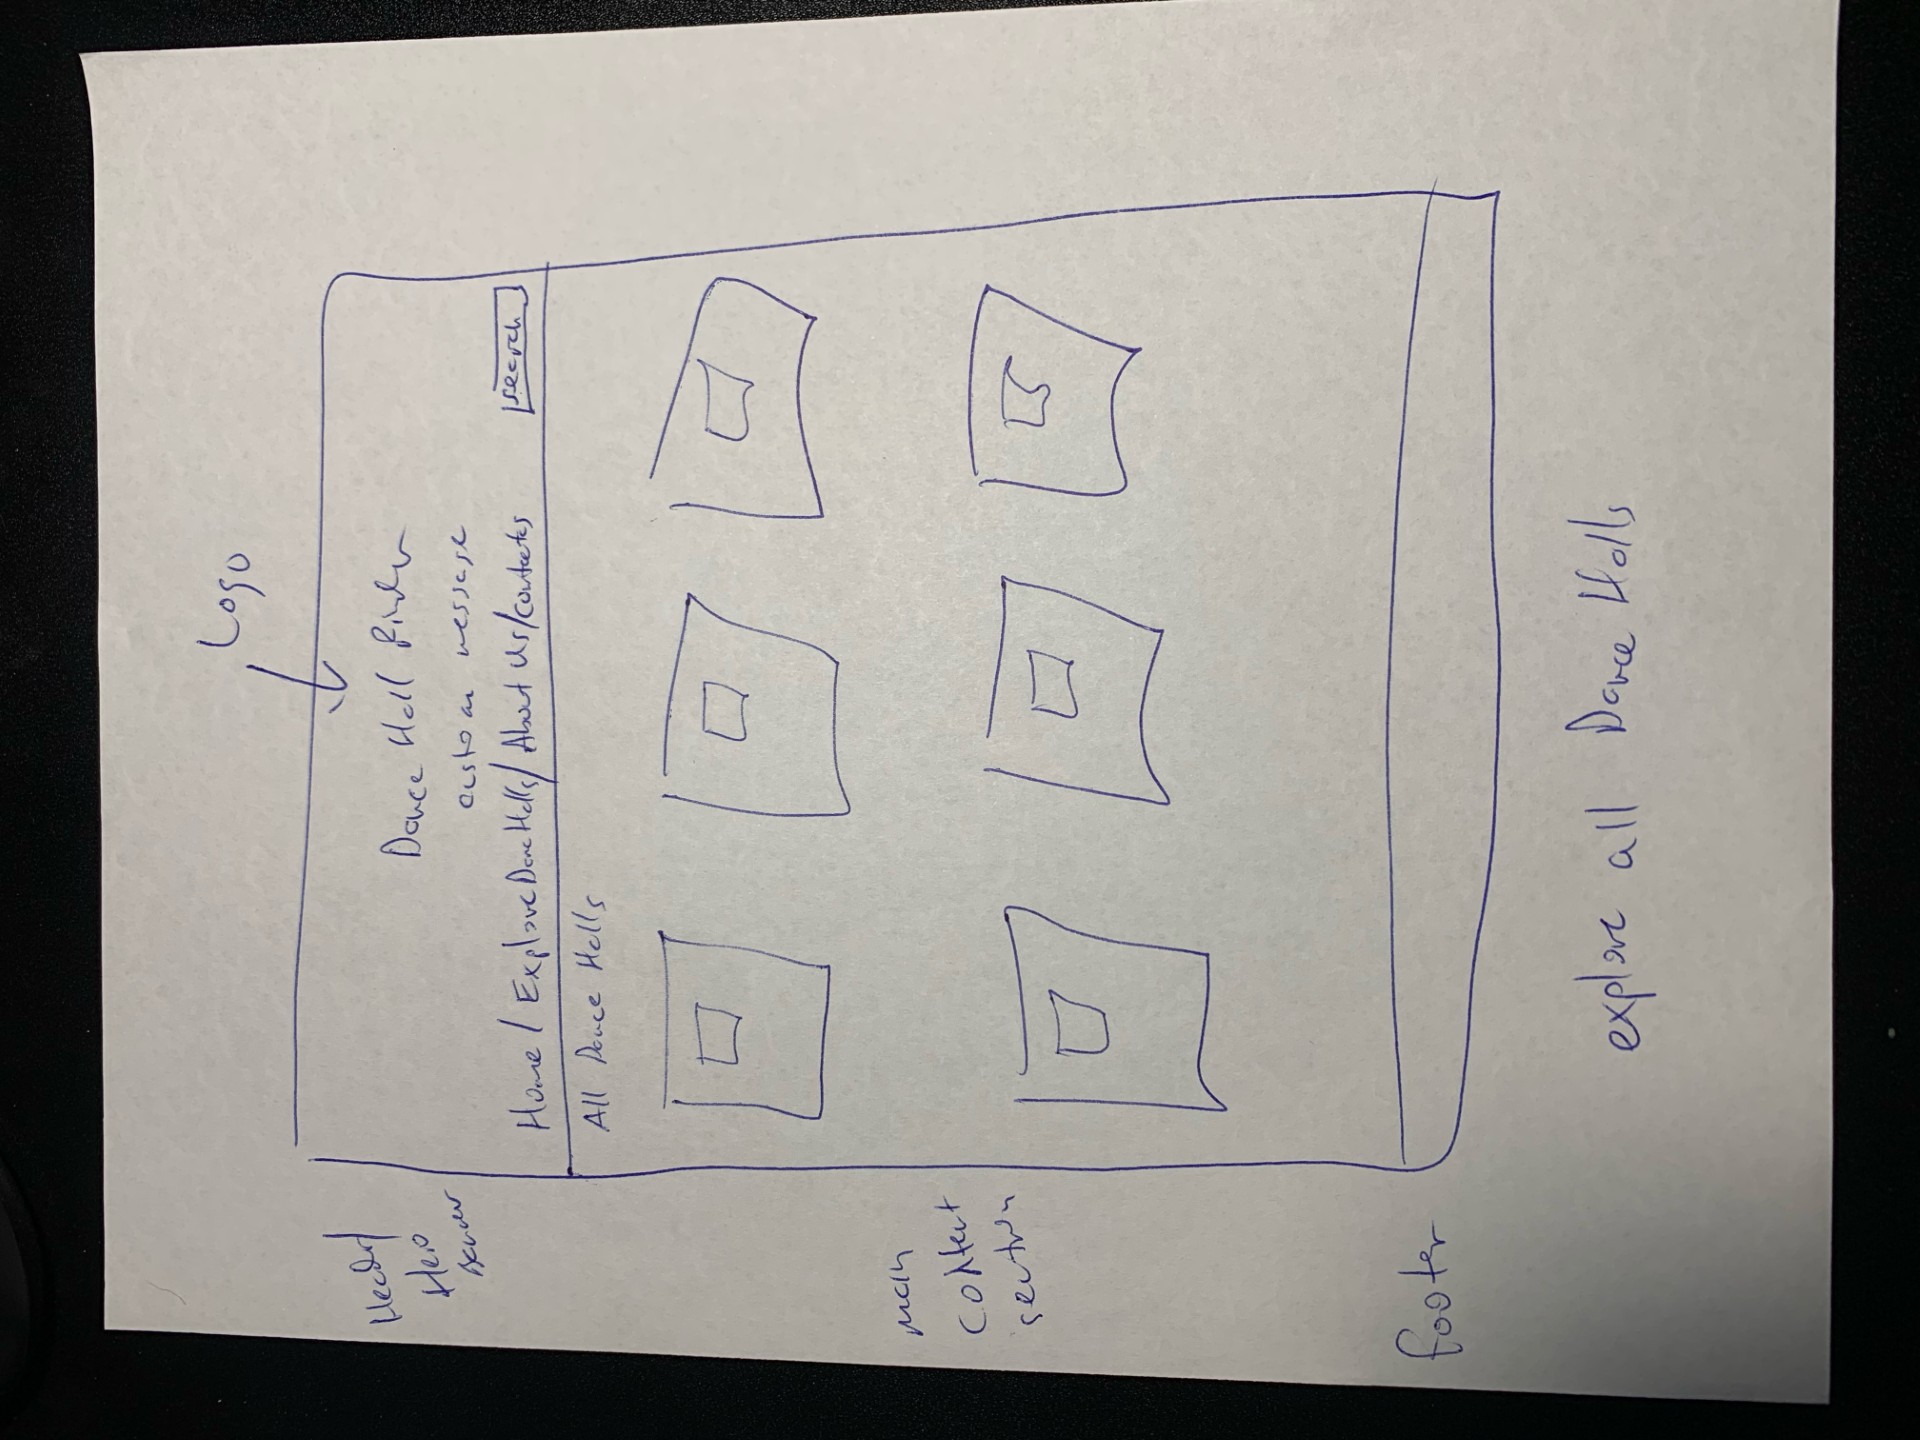 Logo
Header/
Hero
Banner
Dance Hall Finder
custom message
Home / Explore Dance Halls / About Us / contactes
search
All Dance Halls
main
content
section
footer
explore all Dance Halls